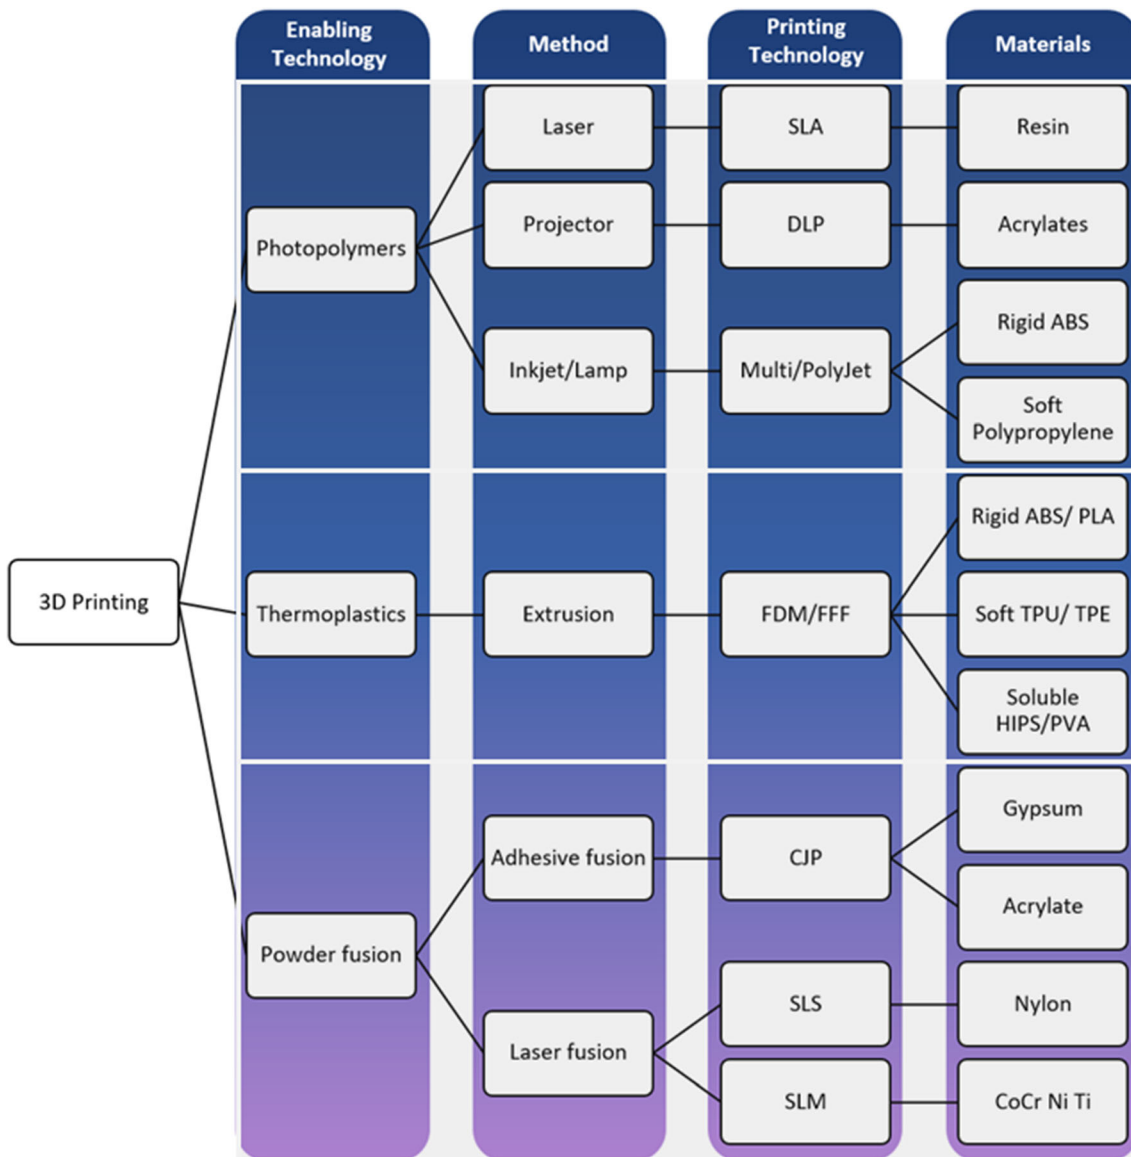 Enabling
Technology
Method
Printing
Technology
Materials
Laser
SLA
Resin
Photopolymers
Projector
DLP
Acrylates
Inkjet/Lamp
Multi/PolyJet
Rigid ABS
Soft
Polypropylene
3D Printing
Thermoplastics
Extrusion
FDM/FFF
Rigid ABS/ PLA
Soft TPU/ TPE
Soluble
HIPS/PVA
Powder fusion
Adhesive fusion
CJP
Gypsum
Acrylate
Laser fusion
SLS
Nylon
SLM
CoCr Ni Ti